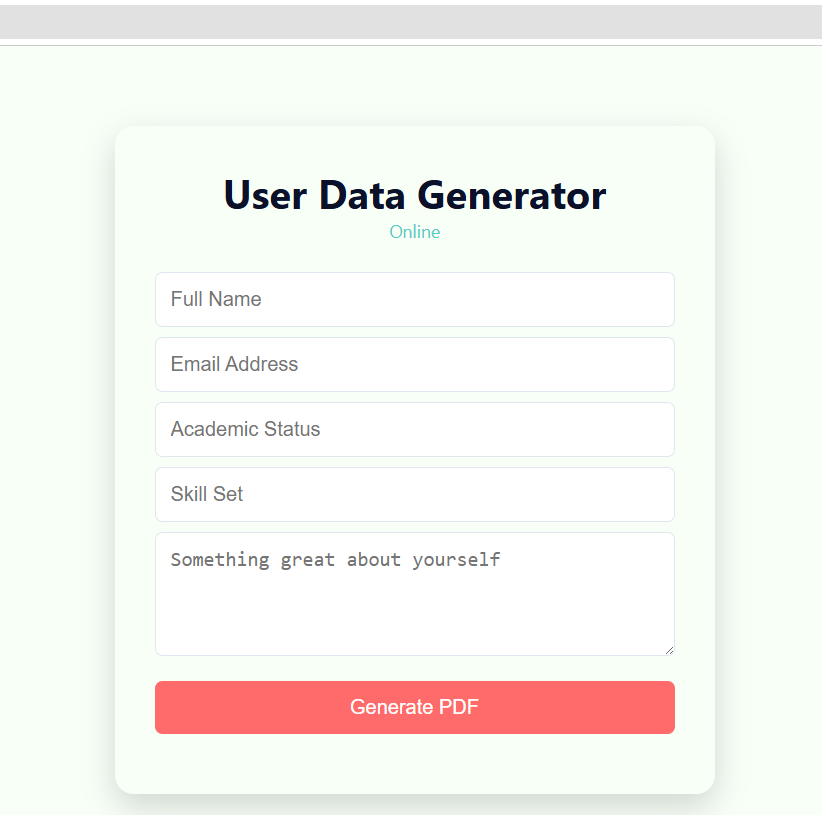 User Data Generator
Online
Full Name
Email Address
Academic Status
Skill Set
Something great about yourself
Generate PDF